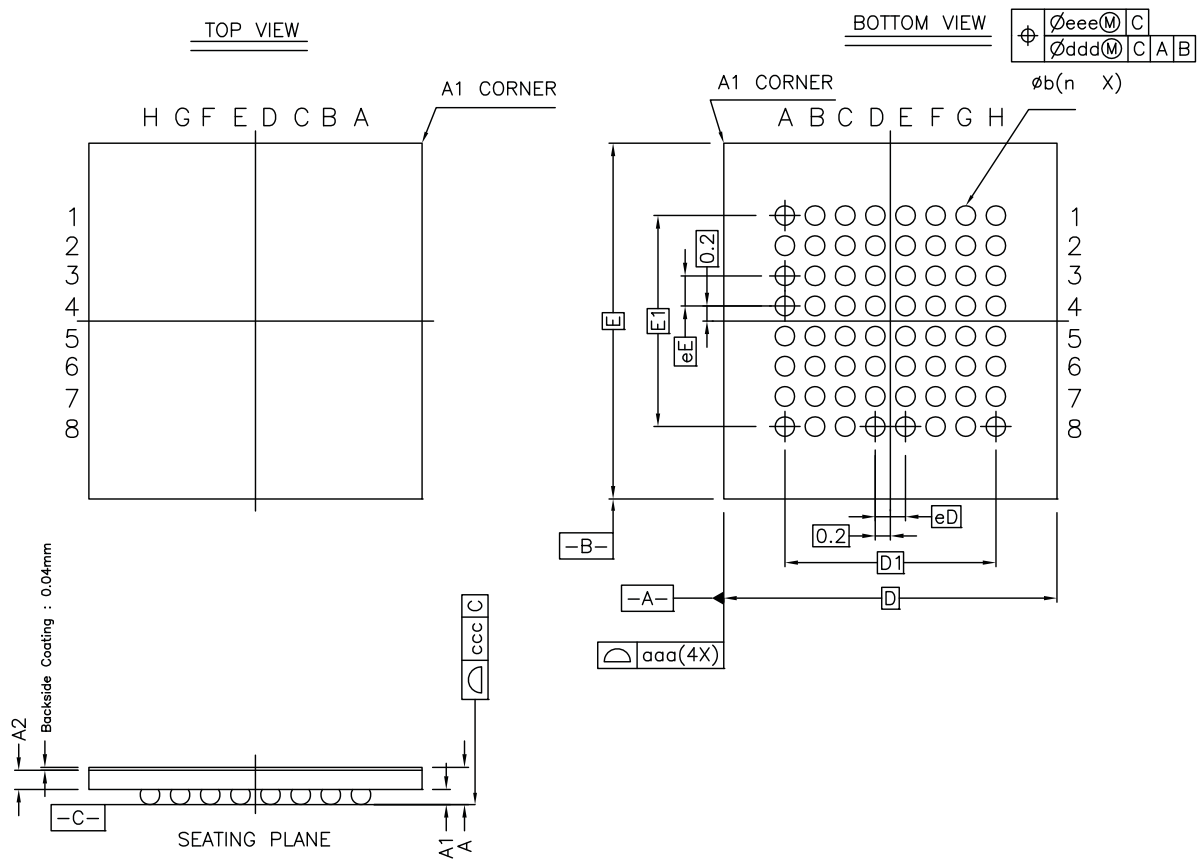 TOP VIEW
BOTTOM VIEW
Øeee Ⓜ C
Øddd Ⓜ C A B
A1 CORNER
A1 CORNER
øb(n X)
H G F E D C B A
A B C D E F G H
1
2
3
4
5
6
7
8
1
2
3
4
5
6
7
8
0.2
E
E1
eE
eD
0.2
D1
-B-
-A-
D
aaa(4X)
Backside Coating : 0.04mm
ccc C
A2
-C-
SEATING PLANE
A1
A